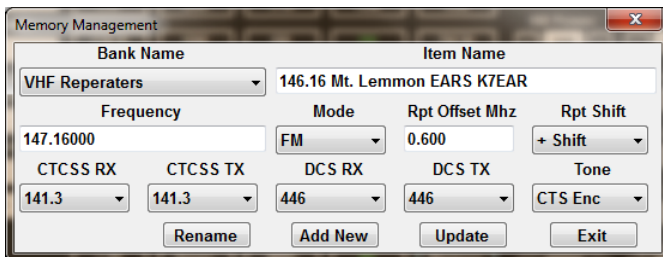 Memory Management
x
Bank Name Item Name
VHF Reperaters 146.16 Mt. Lemmon EARS K7EAR
Frequency Mode Rpt Offset Mhz Rpt Shift
147.16000 FM 0.600 + Shift
CTCSS RX CTCSS TX DCS RX DCS TX Tone
141.3 141.3 446 446 CTS Enc
Rename Add New Update Exit